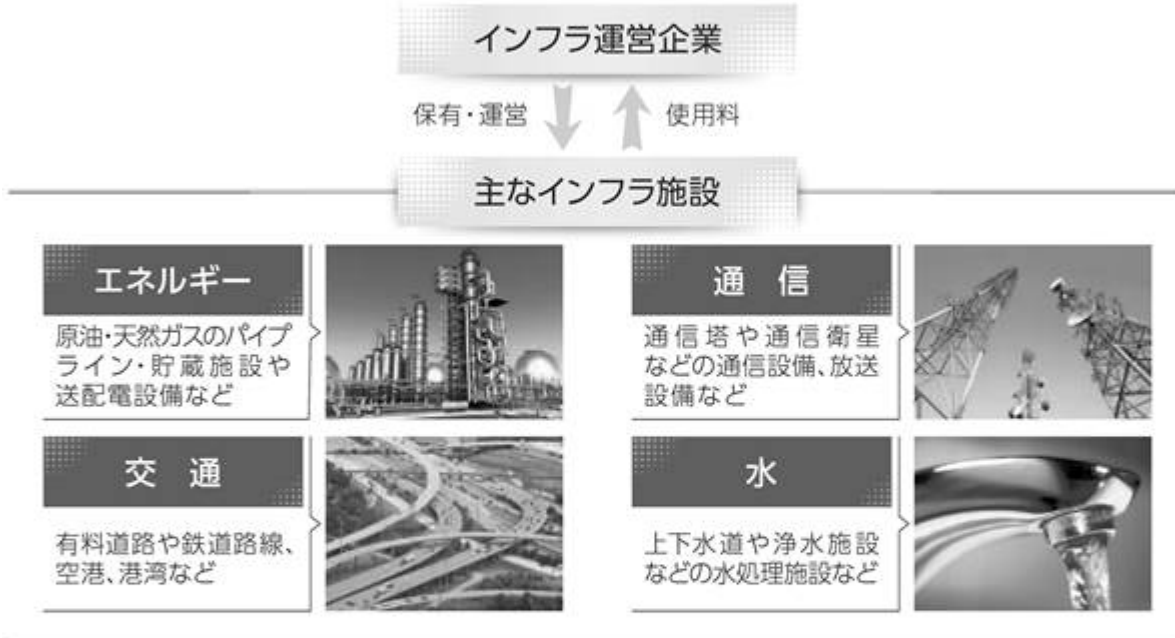 インフラ運営企業
保有・運営
使用料
主なインフラ施設
エネルギー
原油・天然ガスのパイプ
ライン・貯蔵施設や
送配電設備など
通 信
通信塔や通信衛星
などの通信設備、放送
設備など
交 通
有料道路や鉄道路線、
空港、港湾など
水
上下水道や浄水施設
などの水処理施設など